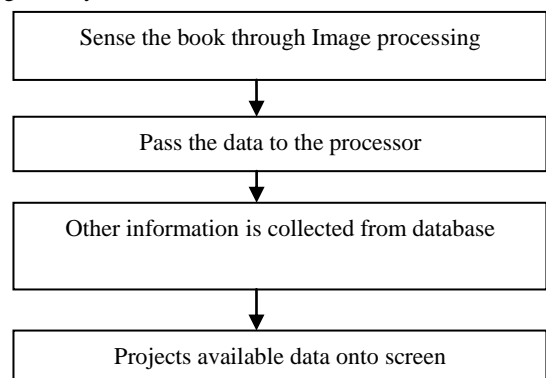 Sense the book through Image processing
Pass the data to the processor
Other information is collected from database
Projects available data onto screen